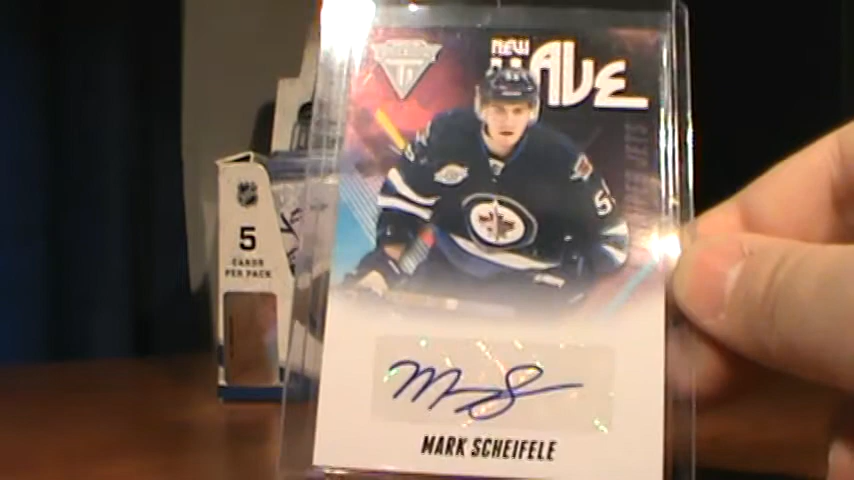 NEW
WAVE
MARK SCHEIFELE
5
CARDS
PER PACK